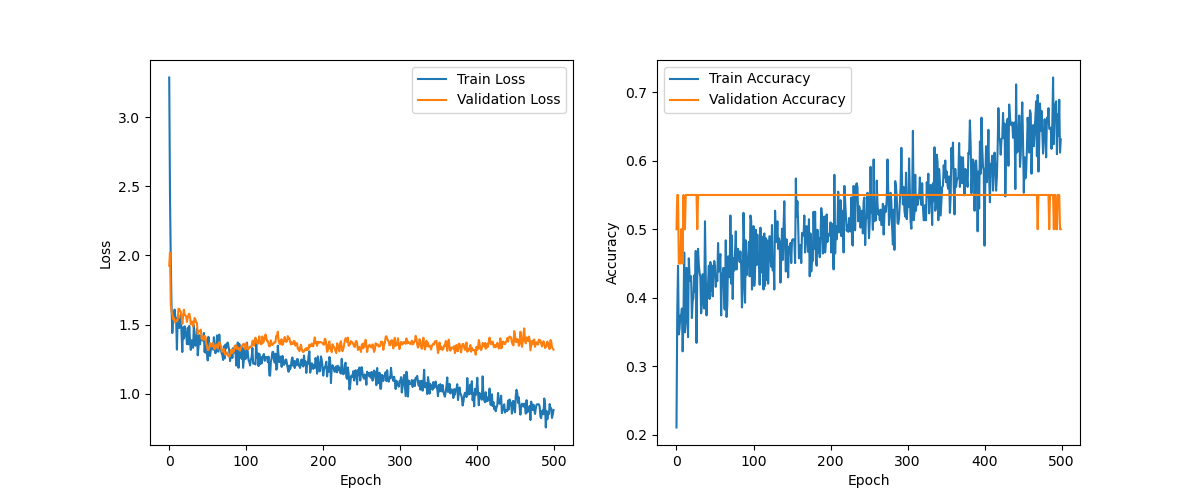 Train Loss
Validation Loss
3.0
2.5
2.0
1.5
1.0
Loss
0 100 200 300 400 500
Epoch
Train Accuracy
Validation Accuracy
0.7
0.6
0.5
0.4
0.3
0.2
Accuracy
0 100 200 300 400 500
Epoch